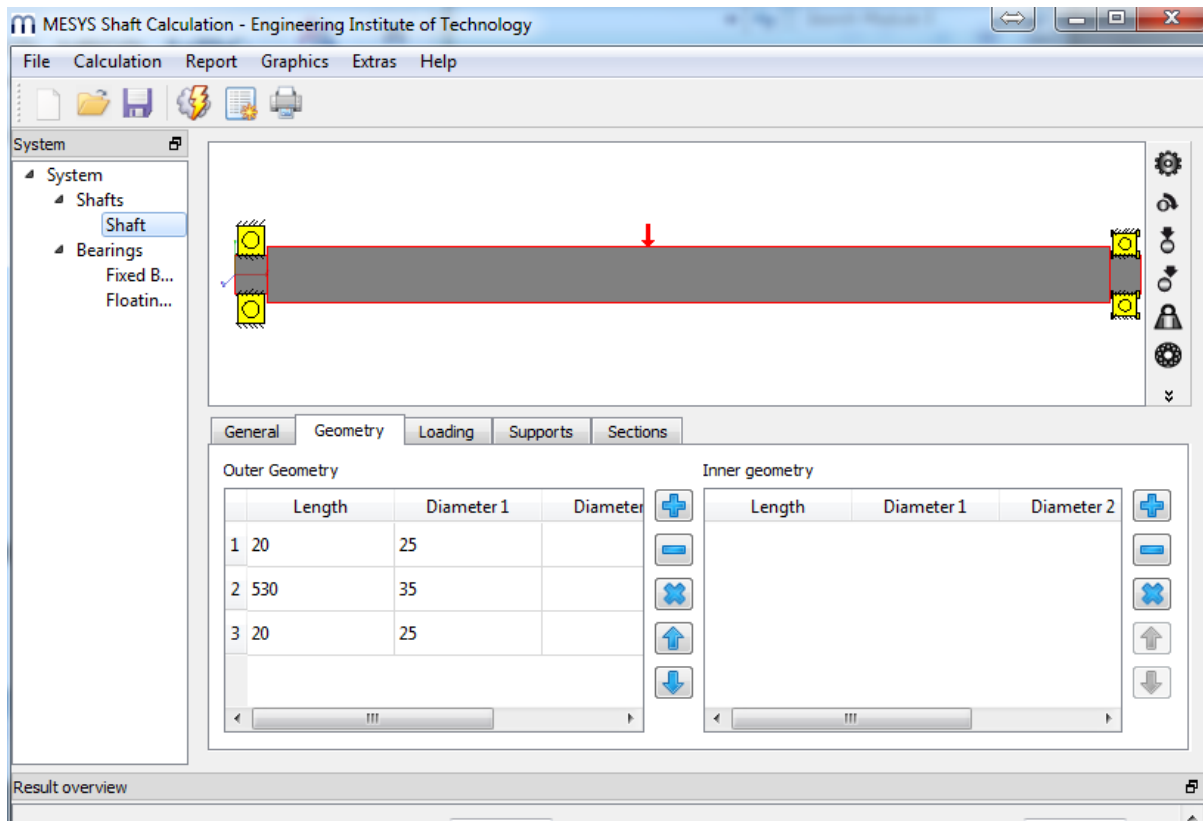 MESYS Shaft Calculation - Engineering Institute of Technology
File Calculation Report Graphics Extras Help
System
System
Shafts
Shaft
Bearings
Fixed B...
Floatin...
General Geometry Loading Supports Sections
Outer Geometry
Length Diameter 1 Diameter
1 20 25
2 530 35
3 20 25
Inner geometry
Length Diameter 1 Diameter 2
Result overview